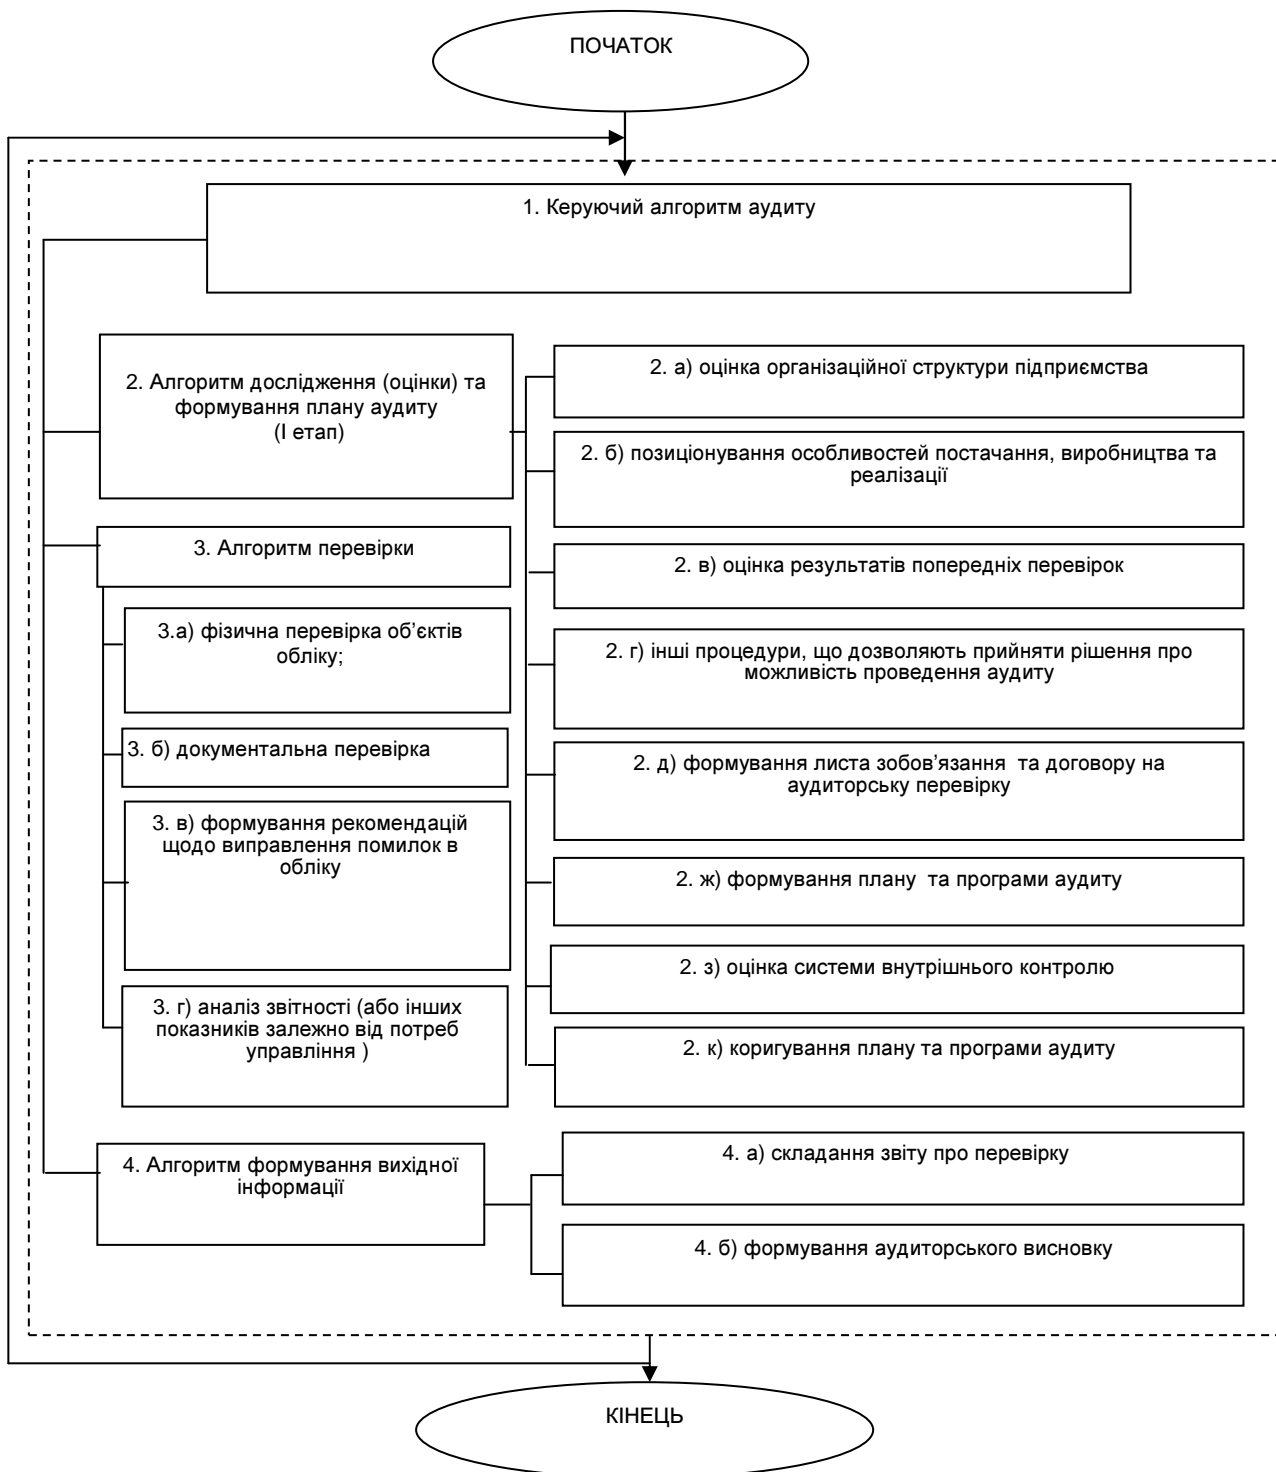 ПОЧАТОК
1. Керуючий алгоритм аудиту
2. Алгоритм дослідження (оцінки) та
формування плану аудиту
(І етап)
2. а) оцінка організаційної структури підприємства
2. б) позиціонування особливостей постачання, виробництва та
реалізації
2. в) оцінка результатів попередніх перевірок
2. г) інші процедури, що дозволяють прийняти рішення про
можливість проведення аудиту
2. д) формування листа зобов’язання та договору на
аудиторську перевірку
2. ж) формування плану та програми аудиту
2. з) оцінка системи внутрішнього контролю
2. к) коригування плану та програми аудиту
3. Алгоритм перевірки
3.а) фізична перевірка об’єктів
обліку;
3. б) документальна перевірка
3. в) формування рекомендацій
щодо виправлення помилок в
обліку
3. г) аналіз звітності (або інших
показників залежно від потреб
управління )
4. Алгоритм формування вихідної
інформації
4. а) складання звіту про перевірку
4. б) формування аудиторського висновку
КІНЕЦЬ